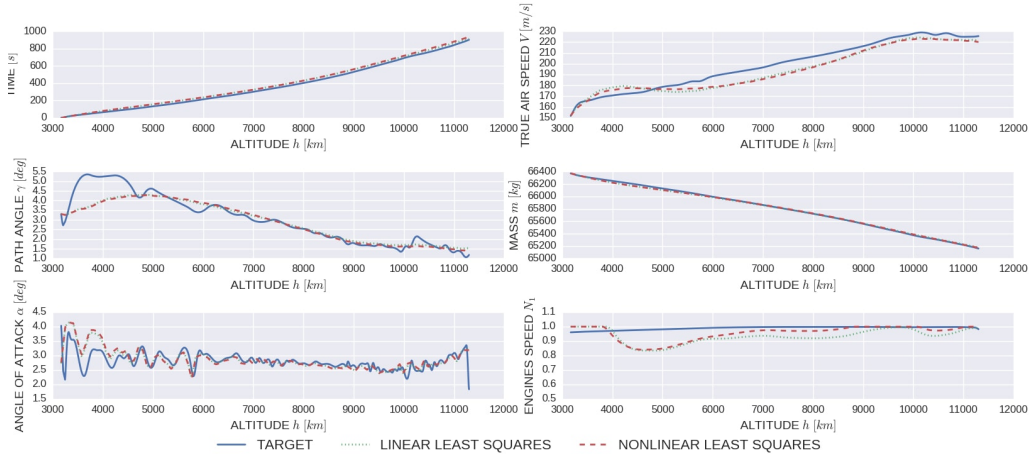 TIME [s]
1000
800
600
400
200
0
3000 4000 5000 6000 7000 8000 9000 10000 11000 12000
ALTITUDE h [km]
TRUE AIR SPEED V [m/s]
230
220
210
200
190
180
170
160
150
3000 4000 5000 6000 7000 8000 9000 10000 11000 12000
ALTITUDE h [km]
PATH ANGLE γ [deg]
5.5
5.0
4.5
4.0
3.5
3.0
2.5
2.0
1.5
1.0
3000 4000 5000 6000 7000 8000 9000 10000 11000 12000
ALTITUDE h [km]
MASS m [kg]
66400
66200
66000
65800
65600
65400
65200
65000
3000 4000 5000 6000 7000 8000 9000 10000 11000 12000
ALTITUDE h [km]
ANGLE OF ATTACK α [deg]
4.5
4.0
3.5
3.0
2.5
2.0
1.5
3000 4000 5000 6000 7000 8000 9000 10000 11000 12000
ALTITUDE h [km]
ENGINES SPEED N₁
1.1
1.0
0.9
0.8
0.7
0.6
0.5
3000 4000 5000 6000 7000 8000 9000 10000 11000 12000
ALTITUDE h [km]
TARGET LINEAR LEAST SQUARES NONLINEAR LEAST SQUARES